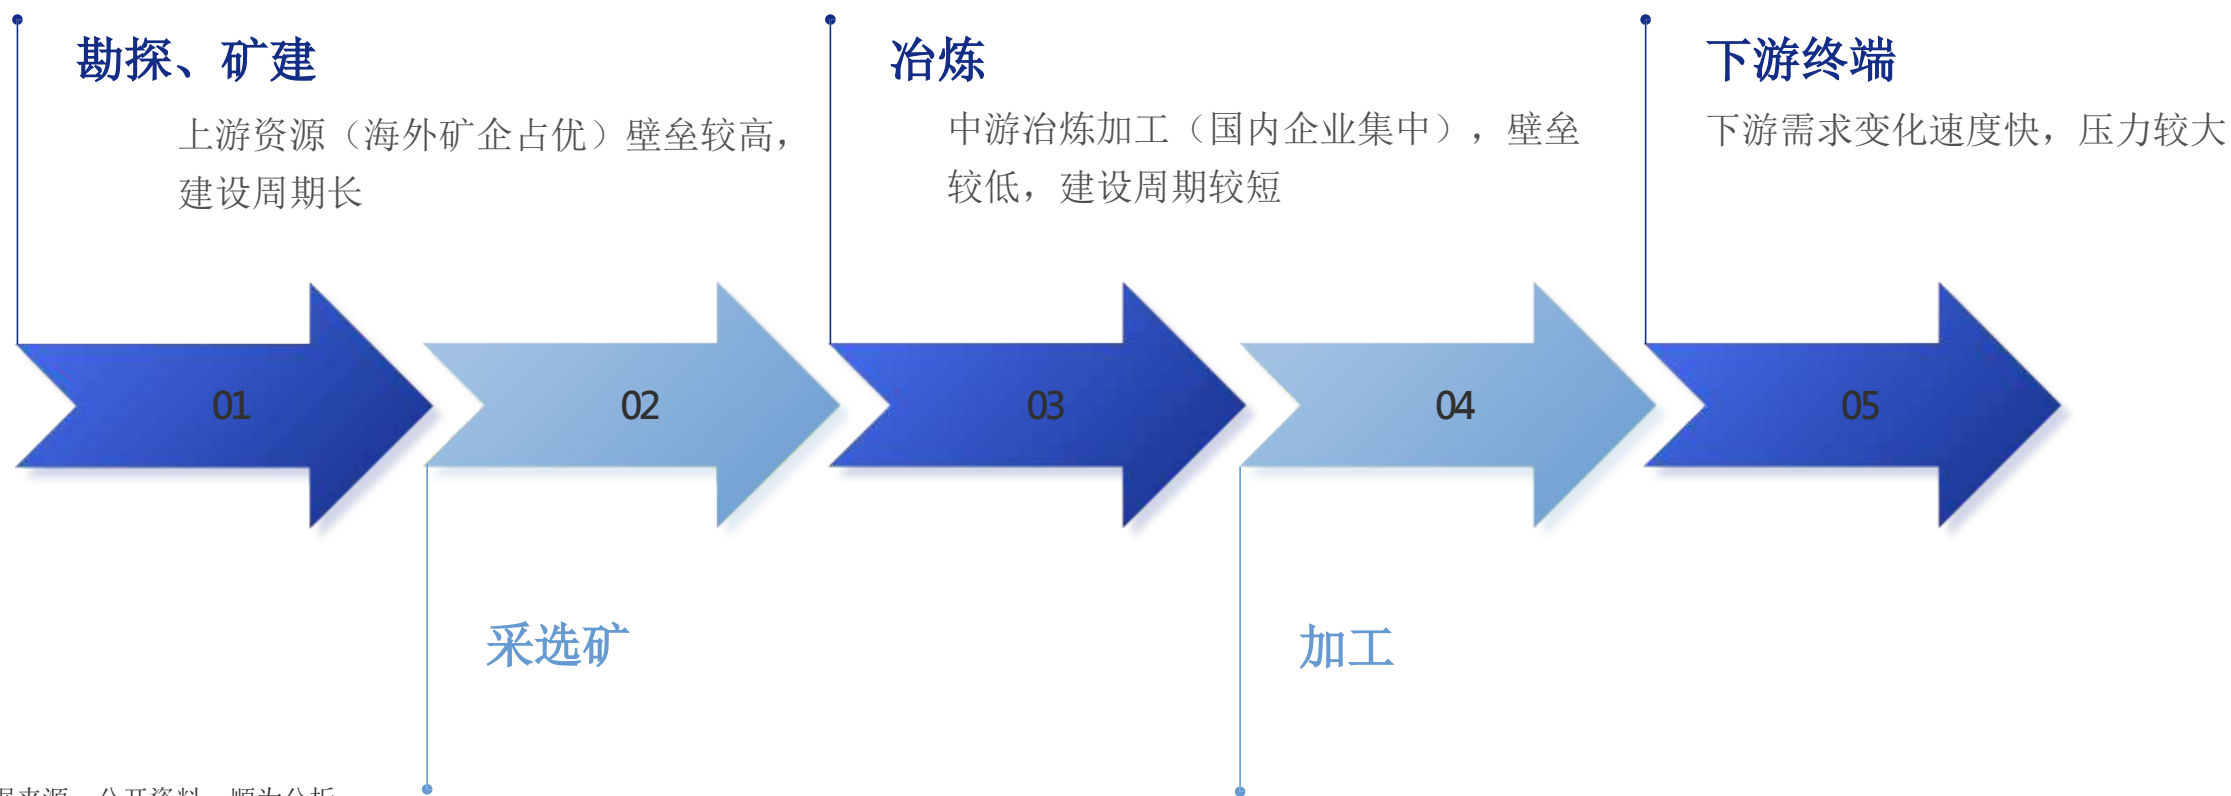 勘探、矿建
上游资源（海外矿企占优）壁垒较高，
建设周期长
冶炼
中游冶炼加工（国内企业集中），壁垒
较低，建设周期较短
下游终端
下游需求变化速度快，压力较大
01
02
03
04
05
采选矿
加工